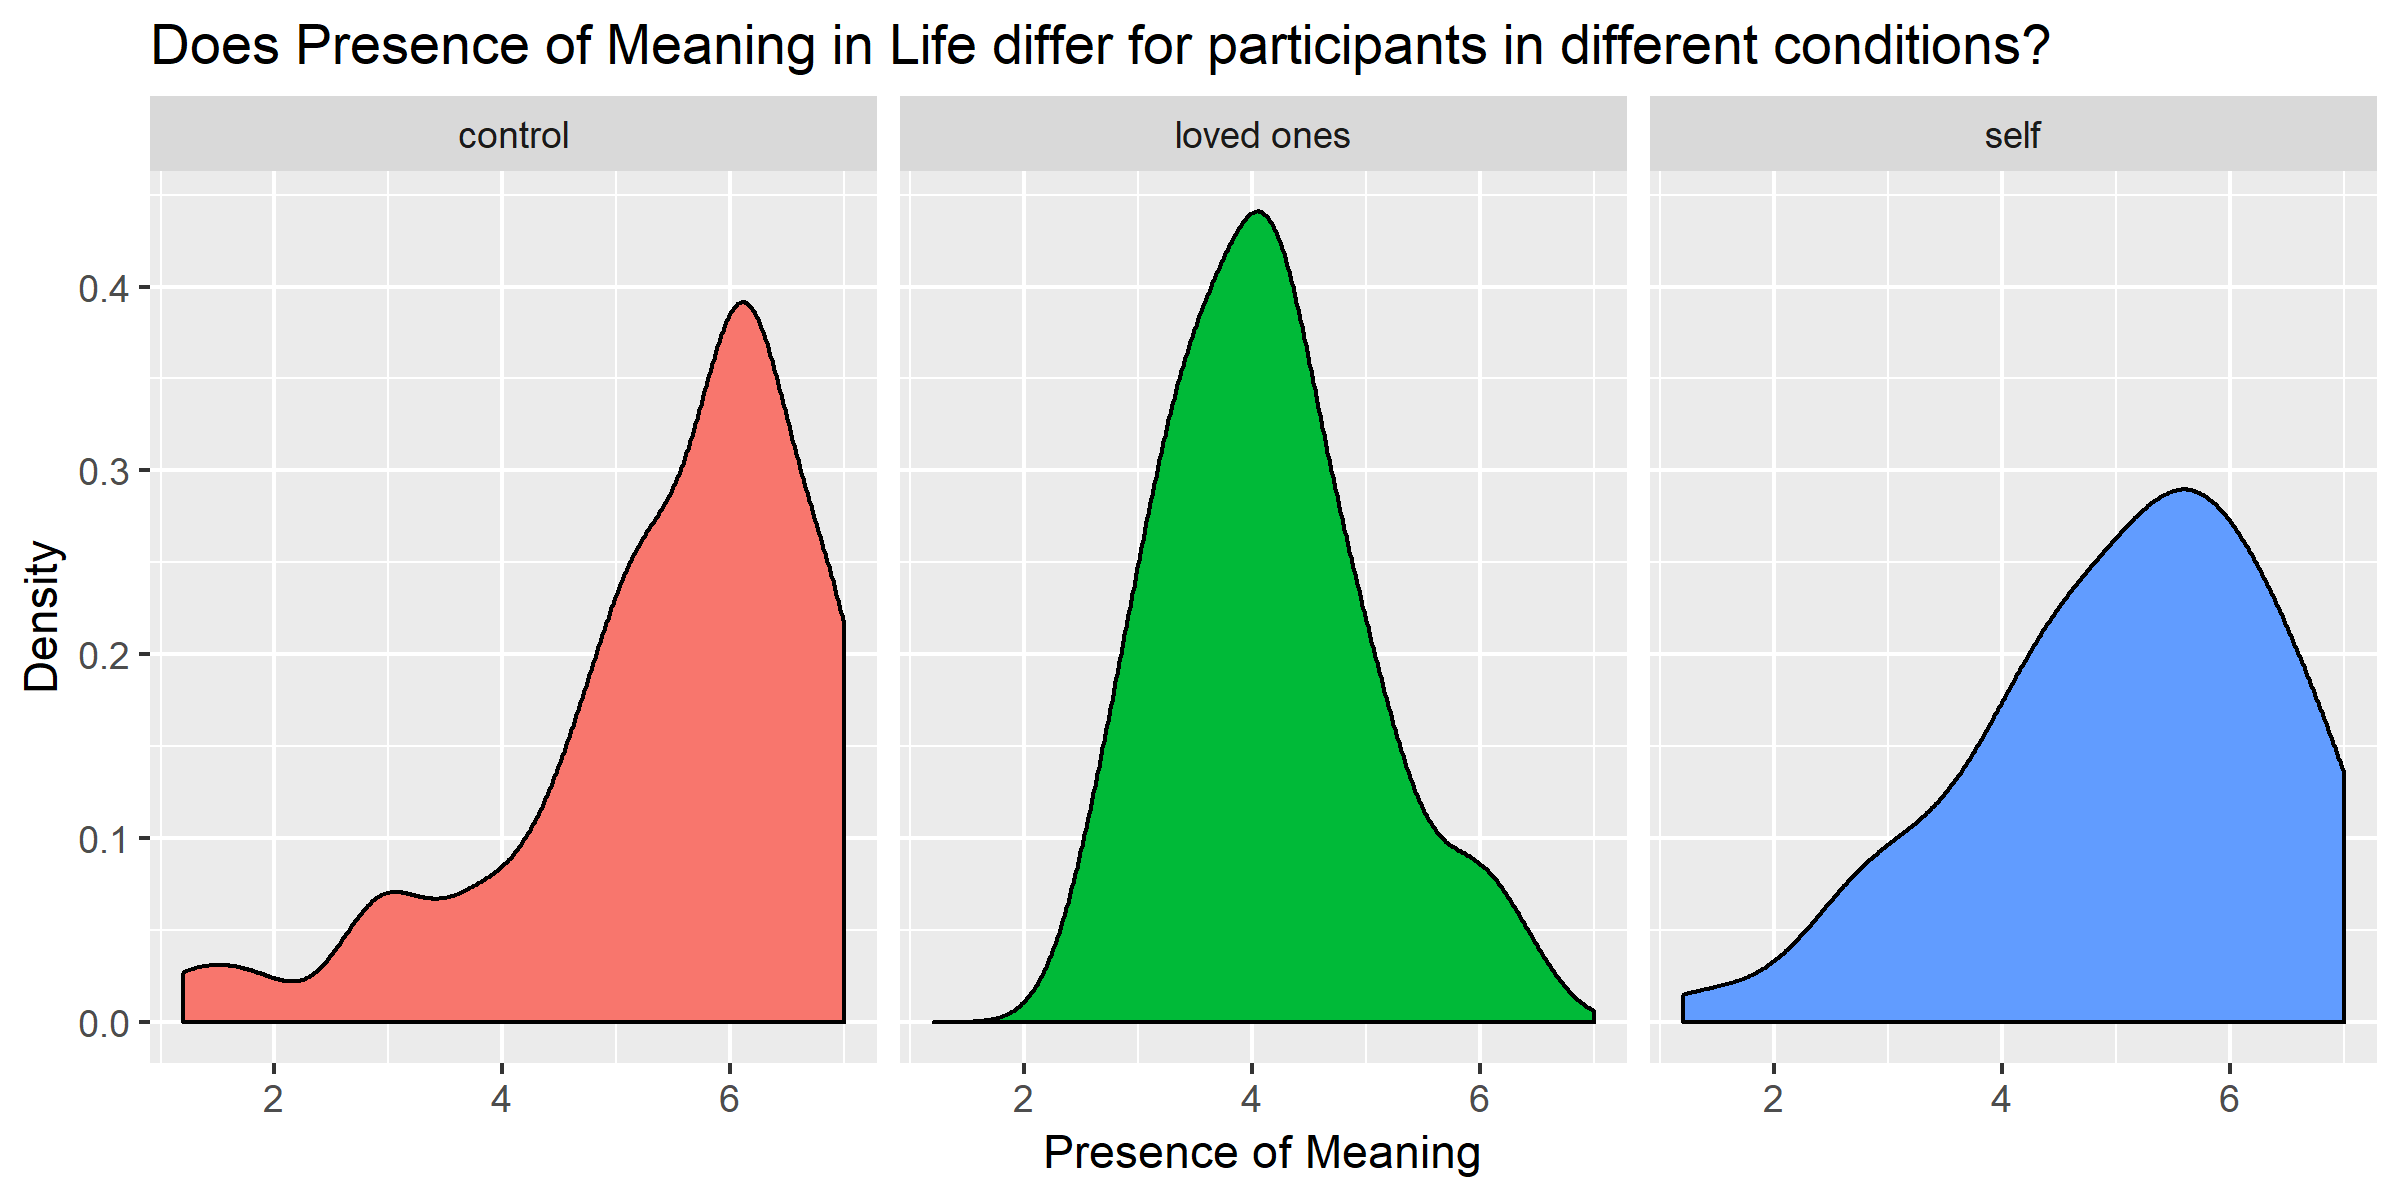 Does Presence of Meaning in Life differ for participants in different conditions?
control
loved ones
self
Density
0.4
0.3
0.2
0.1
0.0
2 4 6
2 4 6
2 4 6
Presence of Meaning